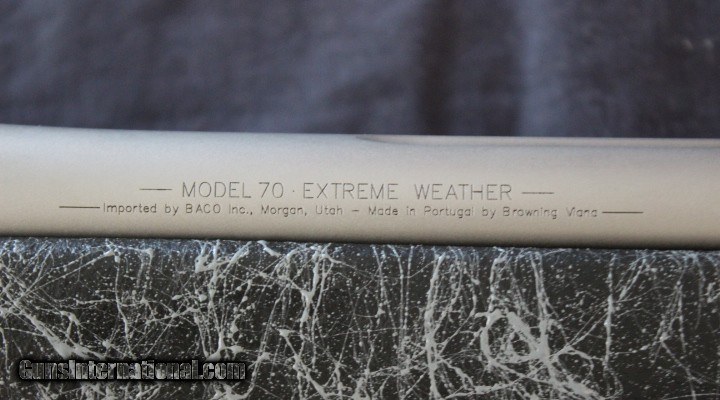 MODEL 70 · EXTREME WEATHER
Imported by BACO Inc., Morgan, Utah - Made in Portugal by Browning Viana
GunsInternational.com